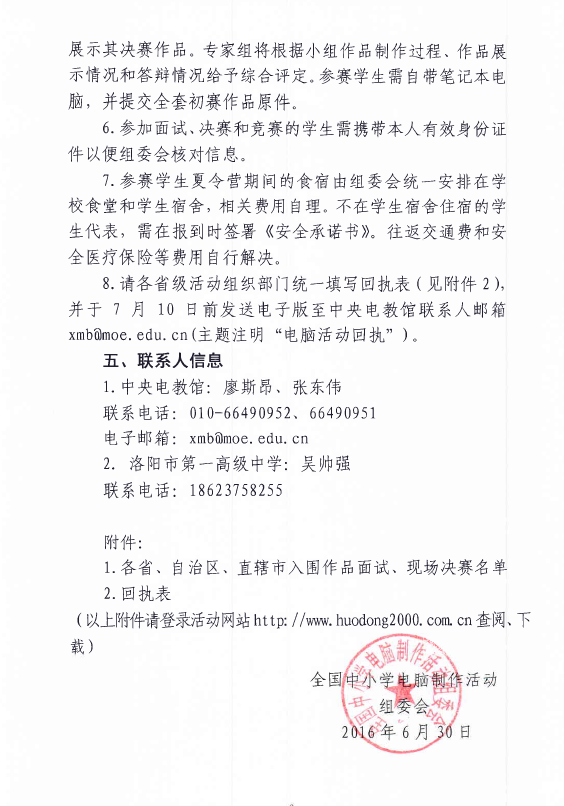 展示其决赛作品。专家组将根据小组作品制作过程、作品展
示情况和答辩情况给予综合评定。参赛学生需自带笔记本电
脑，并提交全套初赛作品原件。
6.参加面试、决赛和竞赛的学生需携带本人有效身份证
件以便组委会核对信息。
7.参赛学生夏令营期间的食宿由组委会统一安排在学
校食堂和学生宿舍，相关费用自理。不在学生宿舍住宿的学
生代表，需在报到时签署《安全承诺书》。往返交通费和安
全医疗保险等费用自行解决。
8.请各省级活动组织部门统一填写回执表（见附件2），
并于 7 月 10 日前发送电子版至中央电教馆联系人邮箱
xmb@moe.edu.cn(主题注明“电脑活动回执”)。
五、联系人信息
1.中央电教馆：廖斯昂、张东伟
联系电话：010-66490952、66490951
电子邮箱：xmb@moe.edu.cn
2. 洛阳市第一高级中学：吴帅强
联系电话：18623758255
附件：
1.各省、自治区、直辖市入围作品面试、现场决赛名单
2.回执表
（以上附件请登录活动网站http://www.huodong2000.com.cn 查阅、下
载）
全国中小学电脑制作活动
组委会
2016 年 6 月 30 日
全国中小学电脑制作活动组委会